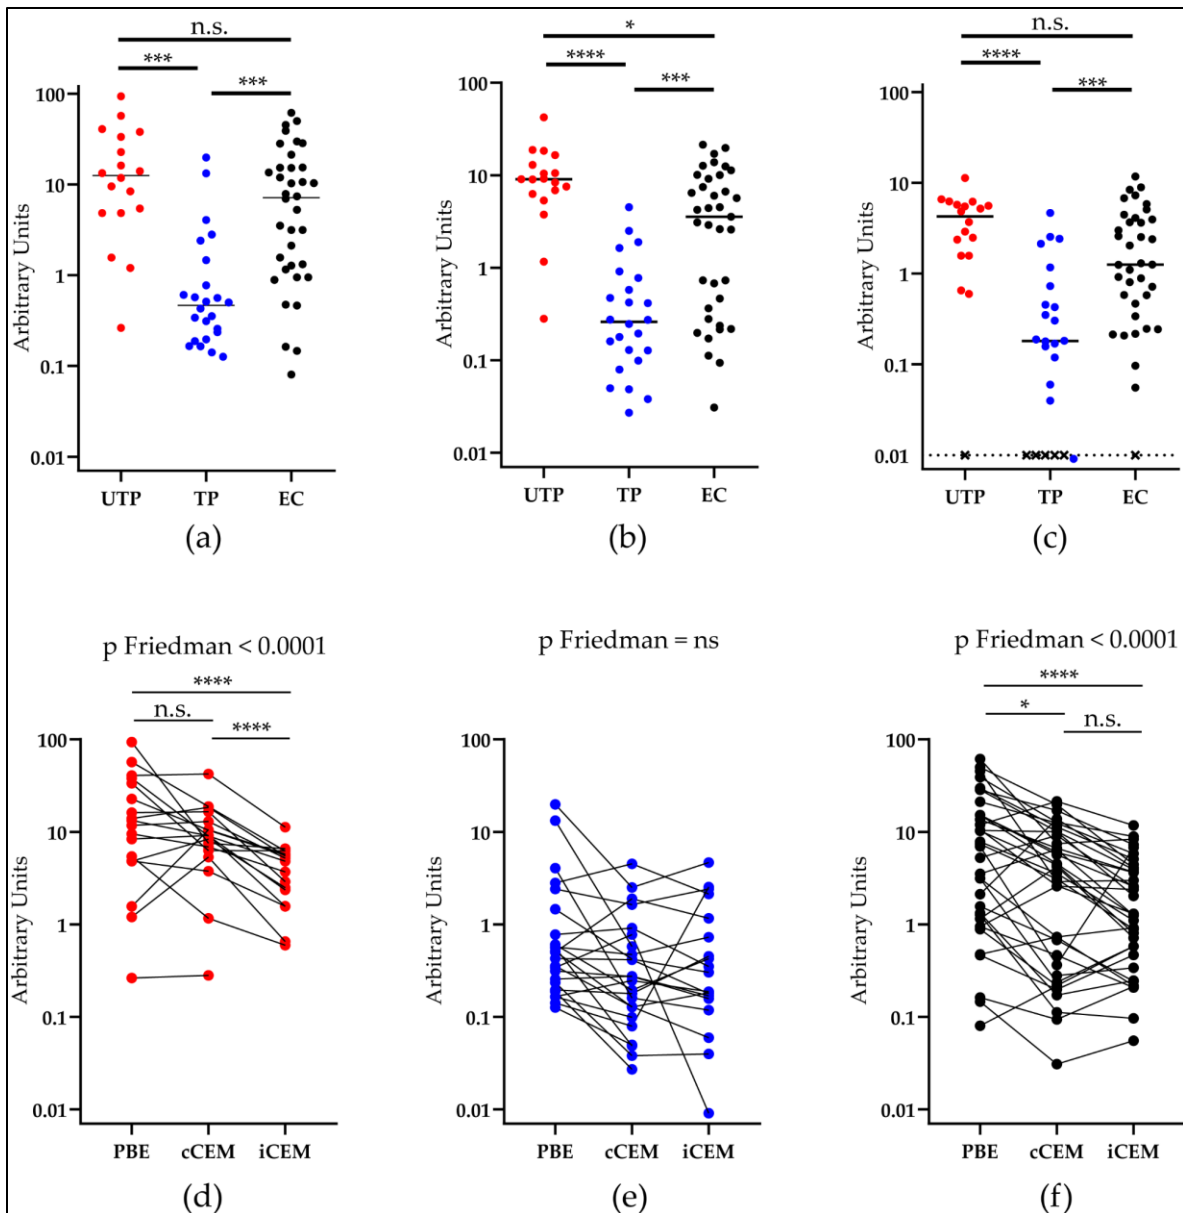 n.s.
***
***
Arbitrary Units
100
10
1
0.1
0.01
UTP TP EC
(a)
*
****
***
Arbitrary Units
100
10
1
0.1
0.01
UTP TP EC
(b)
n.s.
****
***
Arbitrary Units
100
10
1
0.1
0.01
UTP TP EC
(c)
p Friedman < 0.0001
****
n.s.
****
Arbitrary Units
100
10
1
0.1
0.01
PBE cCEM iCEM
(d)
p Friedman = ns
Arbitrary Units
100
10
1
0.1
0.01
PBE cCEM iCEM
(e)
p Friedman < 0.0001
****
*
n.s.
Arbitrary Units
100
10
1
0.1
0.01
PBE cCEM iCEM
(f)